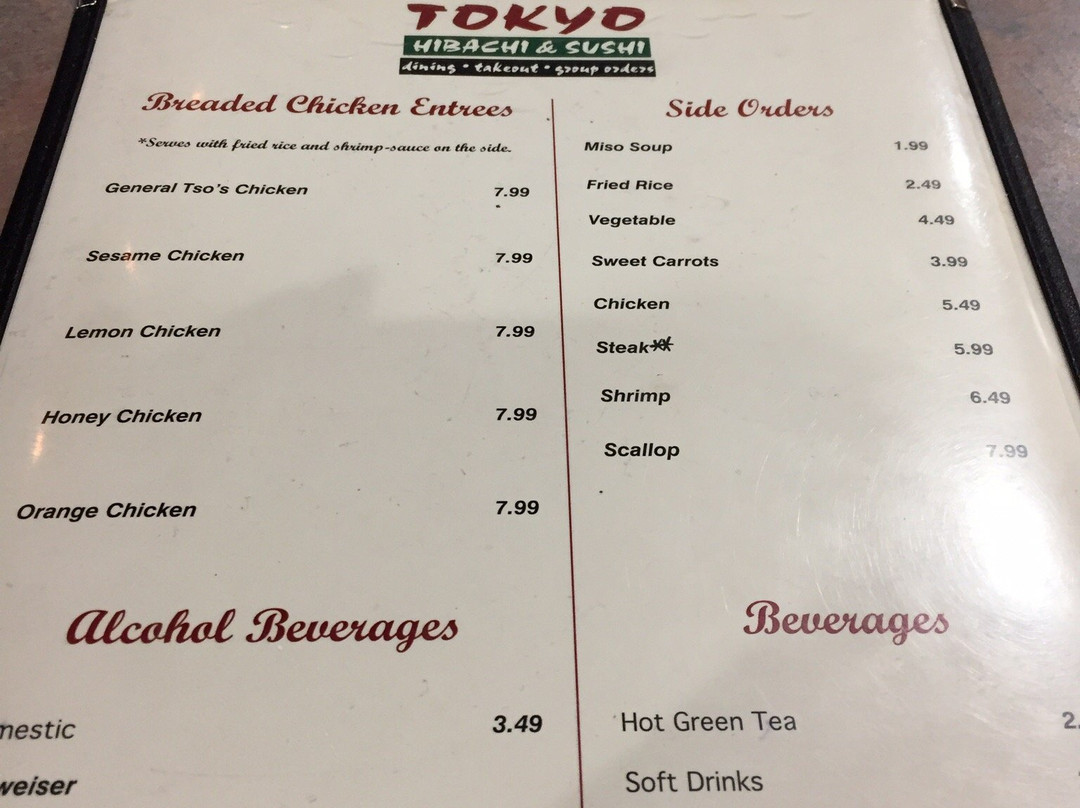 TOKYO
HIBACHI & SUSHI
dining • takeout • group orders
Breaded Chicken Entrees
*Serves with fried rice and shrimp-sauce on the side.
General Tso's Chicken 7.99
Sesame Chicken 7.99
Lemon Chicken 7.99
Honey Chicken 7.99
Orange Chicken 7.99
Alcohol Beverages
mestic 3.49
weiser
Side Orders
Miso Soup 1.99
Fried Rice 2.49
Vegetable 4.49
Sweet Carrots 3.99
Chicken 5.49
Steak** 5.99
Shrimp 6.49
Scallop 7.99
Beverages
Hot Green Tea 2.
Soft Drinks